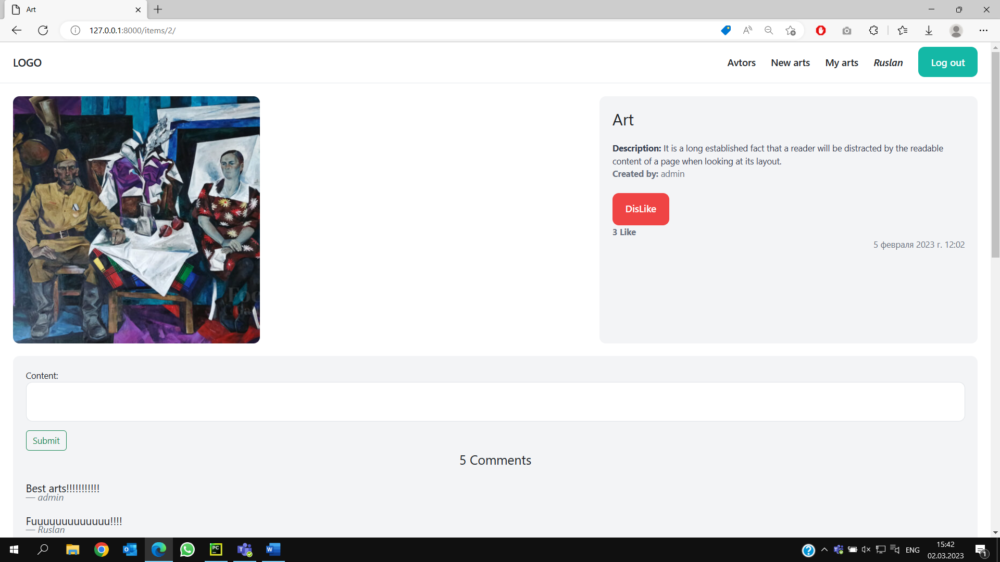 Art
127.0.0.1:8000/items/2/
LOGO
Avtors
New arts
My arts
Ruslan
Log out
Art
Description: It is a long established fact that a reader will be distracted by the readable
content of a page when looking at its layout.
Created by: admin
DisLike
3 Like
5 февраля 2023 г. 12:02
Content:
Submit
5 Comments
Best arts!!!!!!!!!!!
— admin
Fuuuuuuuuuuuuu!!!!
— Ruslan
ENG
15:42
02.03.2023
1